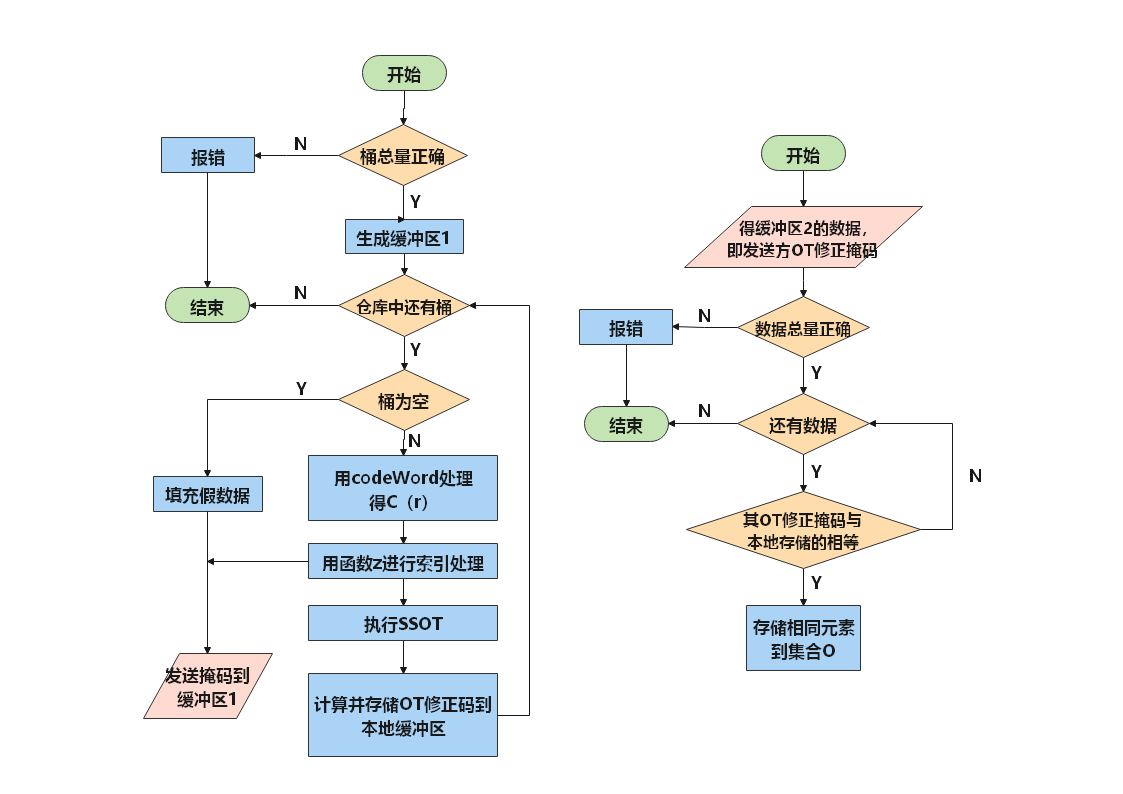 开始
桶总量正确
N
报错
Y
生成缓冲区1
仓库中还有桶
N
结束
Y
桶为空
Y
N
填充假数据
用codeWord处理
得C（r）
用函数z进行索引处理
执行SSOT
发送掩码到
缓冲区1
计算并存储OT修正码到
本地缓冲区
开始
得缓冲区2的数据，
即发送方OT修正掩码
数据总量正确
N
报错
Y
还有数据
N
结束
Y
N
其OT修正掩码与
本地存储的相等
Y
存储相同元素
到集合O